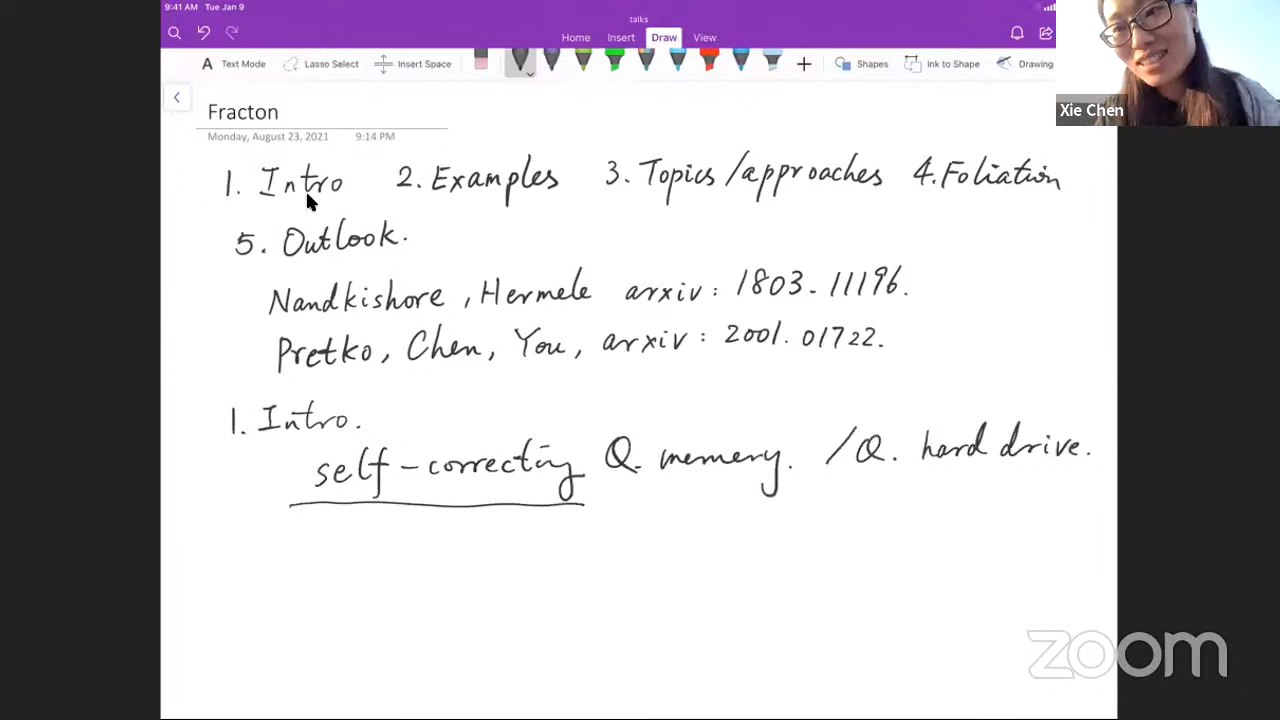 9:41 AM Tue Jan 9
talks
Home Insert Draw View
Text Mode Lasso Select Insert Space Shapes Ink to Shape Drawing
Xie Chen
Fracton
Monday, August 23, 2021 9:14 PM
1. Intro 2. Examples 3. Topics/approaches 4. Foliation
5. Outlook.
Nandkishore, Hermele arxiv: 1803.11196.
Pretko, Chen, You, arxiv: 2001.01722.
1. Intro.
self-correcting Q. memery. /Q. hard drive.
zoom